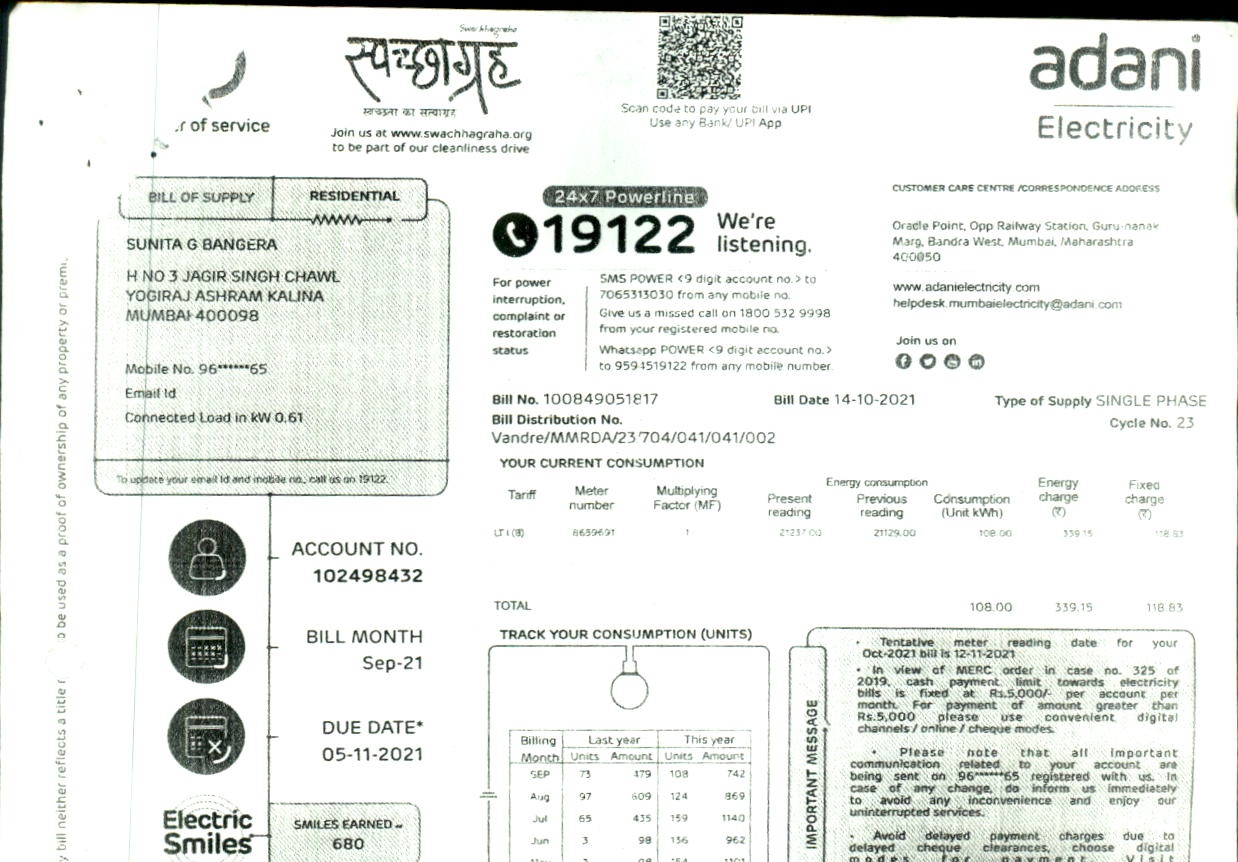 Swachhagraha
स्वच्छाग्रह
स्वच्छता का सत्याग्रह
Join us at www.swachhagraha.org
to be part of our cleanliness drive
of service
Scan code to pay your bill via UPI
Use any Bank/ UPI App
adani
Electricity
BILL OF SUPPLY
RESIDENTIAL
SUNITA G BANGERA
H NO 3 JAGIR SINGH CHAWL
YOGIRAJ ASHRAM KALINA
MUMBAI-400098
Mobile No. 96******65
Email Id
Connected Load in kW 0.61
To update your email Id and mobile no., call us on 19122.
24x7 Powerline
19122 We're
listening.
For power
interruption,
complaint or
restoration
status
SMS POWER <9 digit account no.> to
7065313030 from any mobile no.
Give us a missed call on 1800 532 9998
from your registered mobile no.
Whatsapp POWER <9 digit account no.>
to 9594519122 from any mobile number.
CUSTOMER CARE CENTRE /CORRESPONDENCE ADDRESS
Oracle Point, Opp Railway Station, Guru-nanak
Marg, Bandra West, Mumbai, Maharashtra
400050
www.adanielectricity.com
helpdesk.mumbaielectricity@adani.com
Join us on
Bill No. 100849051817
Bill Date 14-10-2021
Type of Supply SINGLE PHASE
Bill Distribution No.
Cycle No. 23
Vandre/MMRDA/23704/041/041/002
YOUR CURRENT CONSUMPTION
Tariff Meter number Multiplying Factor (MF) Energy consumption Present reading Previous reading Consumption (Unit kWh) Energy charge (₹) Fixed charge (₹)
LT I (B) 8659691 1 21237.00 21129.00 108.00 339.15 118.83
TOTAL 108.00 339.15 118.83
ACCOUNT NO.
102498432
BILL MONTH
Sep-21
DUE DATE*
05-11-2021
Electric
Smiles
SMILES EARNED
680
TRACK YOUR CONSUMPTION (UNITS)
Billing Last year This year
Month Units Amount Units Amount
SEP 73 479 108 742
Aug 97 609 124 869
Jul 65 435 159 1140
Jun 3 98 136 962
IMPORTANT MESSAGE
• Tentative meter reading date for your
Oct-2021 bill is 12-11-2021
• In view of MERC order in case no. 325 of
2019, cash payment limit towards electricity
bills is fixed at Rs.5,000/- per account per
month. For payment of amount greater than
Rs.5,000 please use convenient digital
channels / online / cheque modes.
• Please note that all important
communication related to your account are
being sent on 96******65 registered with us. In
case of any change, do inform us immediately
to avoid any inconvenience and enjoy our
uninterrupted services.
• Avoid delayed payment charges due to
delayed cheque clearances, choose digital
modes for payment. Visit
y bill neither reflects a title
o be used as a proof of ownership of any property or